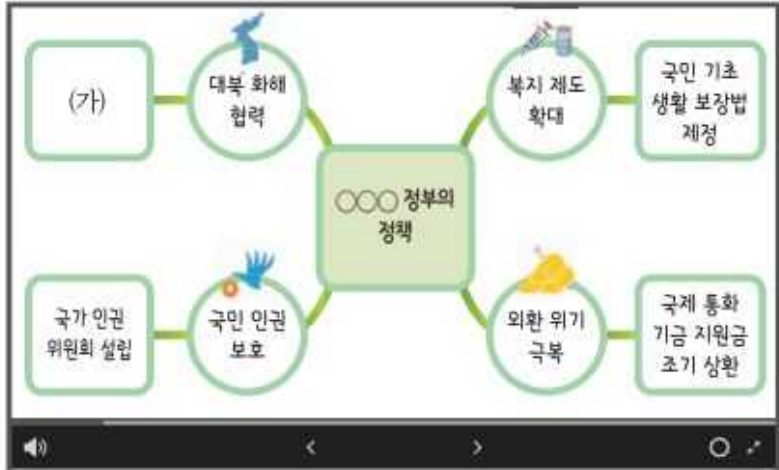 (가)
대북 화해
협력
복지 제도
확대
국민 기초
생활 보장법
제정
○○○ 정부의
정책
국가 인권
위원회 설립
국민 인권
보호
외환 위기
극복
국제 통화
기금 지원금
조기 상환